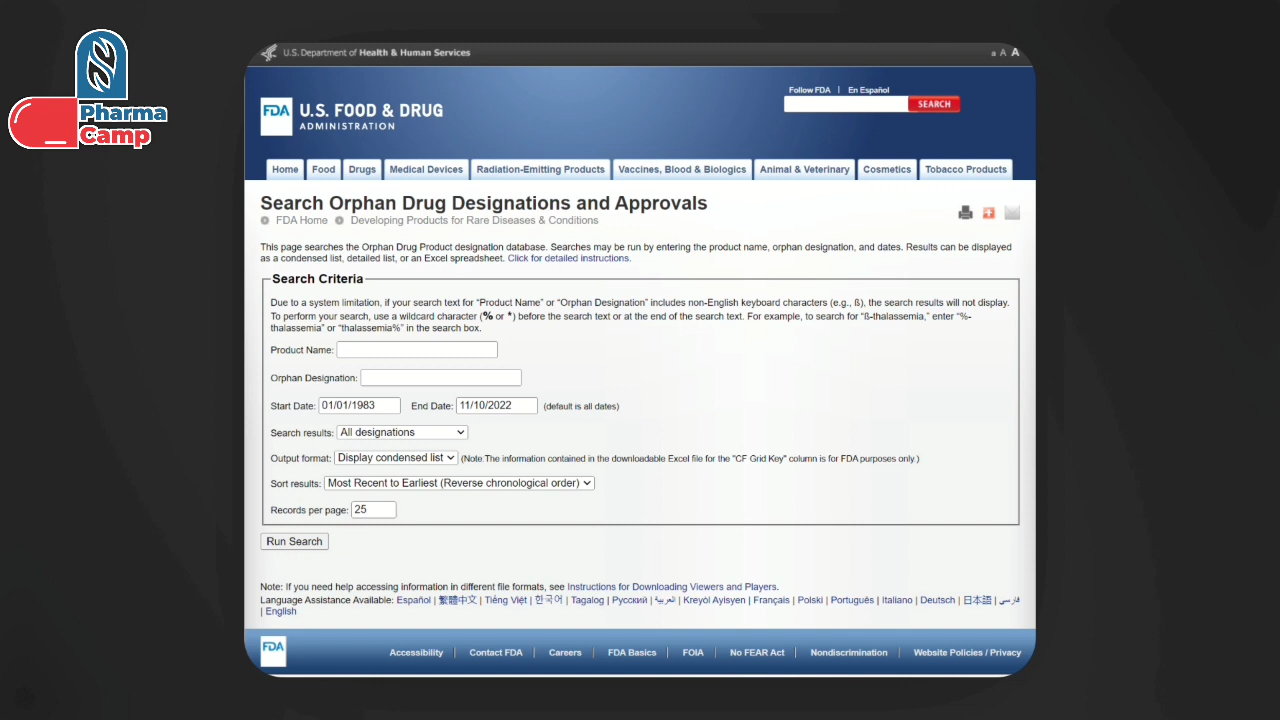 Pharma
Camp
U.S. Department of Health & Human Services
a A A
Follow FDA | En Español
FDA U.S. FOOD & DRUG
ADMINISTRATION
SEARCH
Home Food Drugs Medical Devices Radiation-Emitting Products Vaccines, Blood & Biologics Animal & Veterinary Cosmetics Tobacco Products
Search Orphan Drug Designations and Approvals
FDA Home Developing Products for Rare Diseases & Conditions
This page searches the Orphan Drug Product designation database. Searches may be run by entering the product name, orphan designation, and dates. Results can be displayed
as a condensed list, detailed list, or an Excel spreadsheet. Click for detailed instructions.
Search Criteria
Due to a system limitation, if your search text for “Product Name” or “Orphan Designation” includes non-English keyboard characters (e.g., ß), the search results will not display.
To perform your search, use a wildcard character (% or *) before the search text or at the end of the search text. For example, to search for “ß-thalassemia,” enter “%-
thalassemia” or “thalassemia%” in the search box.
Product Name:
Orphan Designation:
Start Date: 01/01/1983 End Date: 11/10/2022 (default is all dates)
Search results: All designations
Output format: Display condensed list (Note:The information contained in the downloadable Excel file for the "CF Grid Key" column is for FDA purposes only.)
Sort results: Most Recent to Earliest (Reverse chronological order)
Records per page: 25
Run Search
Note: If you need help accessing information in different file formats, see Instructions for Downloading Viewers and Players.
Language Assistance Available: Español | 繁體中文 | Tiếng Việt | 한국어 | Tagalog | Русский | العربية | Kreyòl Ayisyen | Français | Polski | Português | Italiano | Deutsch | 日本語 | فارسی
| English
FDA Accessibility Contact FDA Careers FDA Basics FOIA No FEAR Act Nondiscrimination Website Policies / Privacy